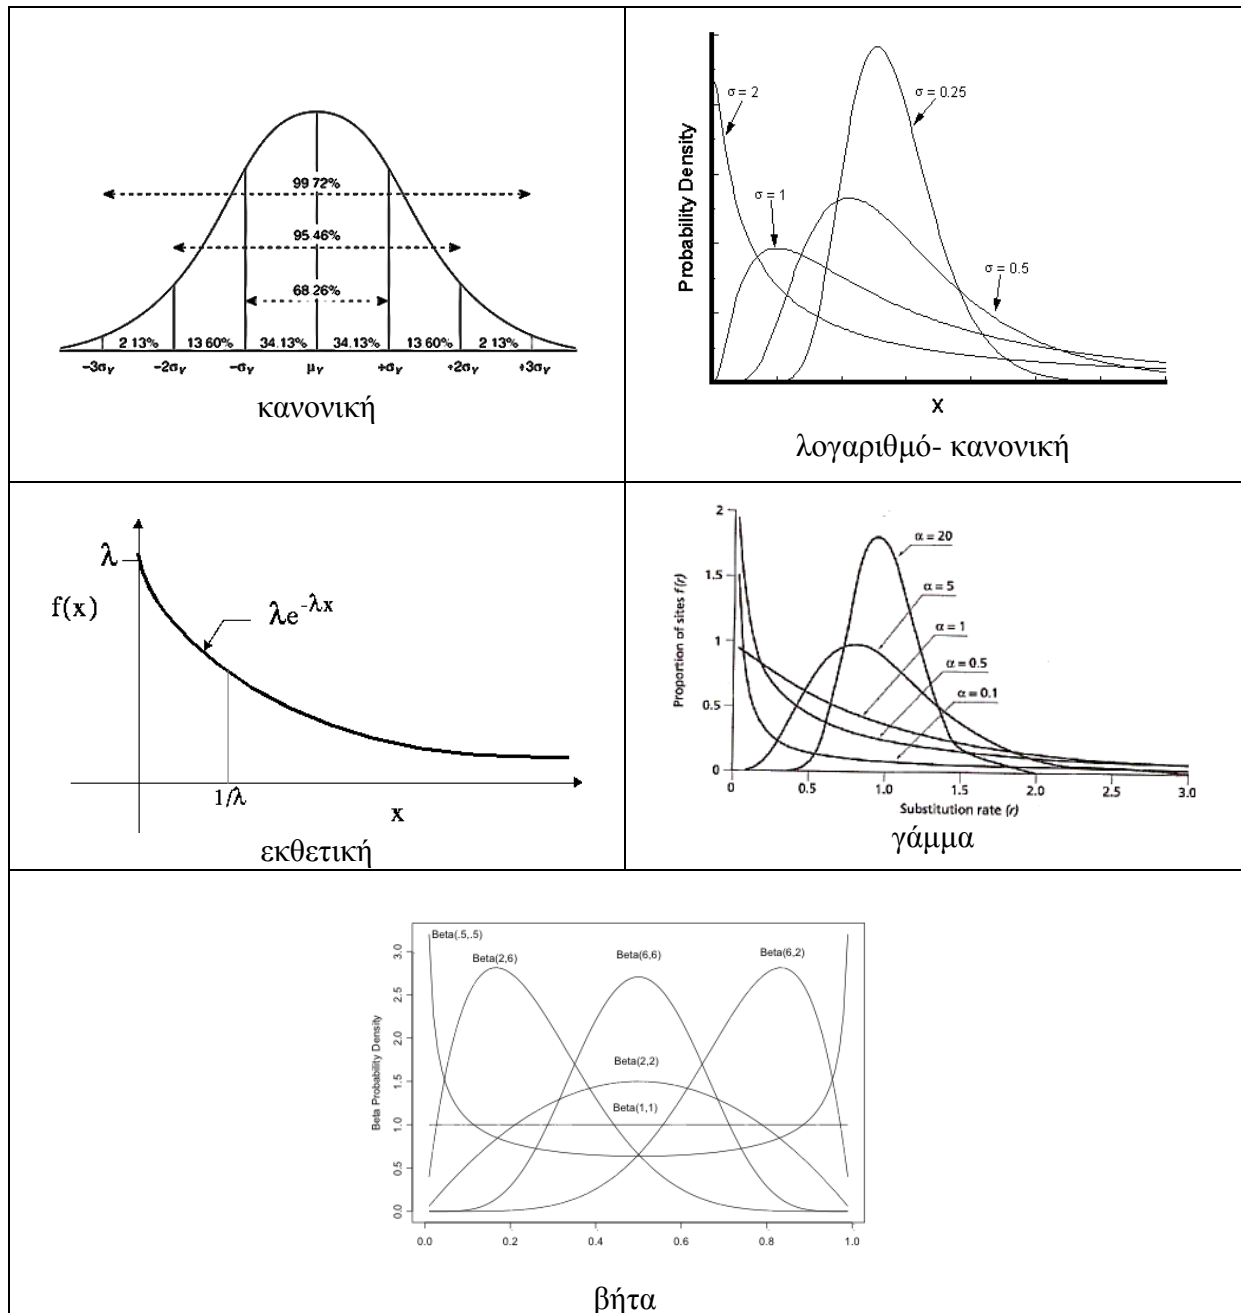 99 72%
95 46%
68 26%
2 13% 13 60% 34.13% 34.13% 13 60% 2 13%
-3σY -2σY -σY μY +σY +2σY +3σY
κανονική
Probability Density
σ = 2
σ = 0.25
σ = 1
σ = 0.5
X
λογαριθμό- κανονική
λ
f(x)
λe-λx
1/λ
x
εκθετική
Proportion of sites f(r)
2
1.5
1
0.5
0
α = 20
α = 5
α = 1
α = 0.5
α = 0.1
0 0.5 1.0 1.5 2.0 2.5 3.0
Substitution rate (r)
γάμμα
Beta Probability Density
3.0
2.5
2.0
1.5
1.0
0.5
0.0
Beta(.5,.5)
Beta(2,6)
Beta(6,6)
Beta(6,2)
Beta(2,2)
Beta(1,1)
0.0 0.2 0.4 0.6 0.8 1.0
βήτα